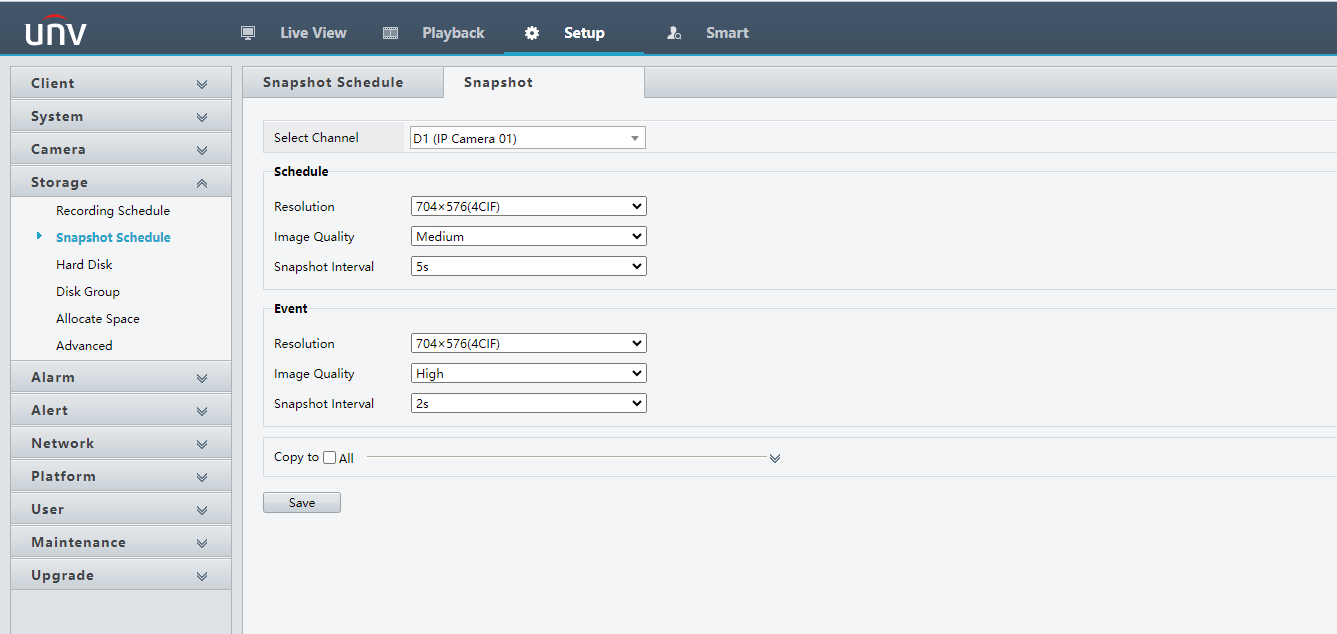 unv
Live View
Playback
Setup
Smart
Client
System
Camera
Storage
Recording Schedule
Snapshot Schedule
Hard Disk
Disk Group
Allocate Space
Advanced
Alarm
Alert
Network
Platform
User
Maintenance
Upgrade
Snapshot Schedule
Snapshot
Select Channel D1 (IP Camera 01)
Schedule
Resolution 704×576(4CIF)
Image Quality Medium
Snapshot Interval 5s
Event
Resolution 704×576(4CIF)
Image Quality High
Snapshot Interval 2s
Copy to All
Save